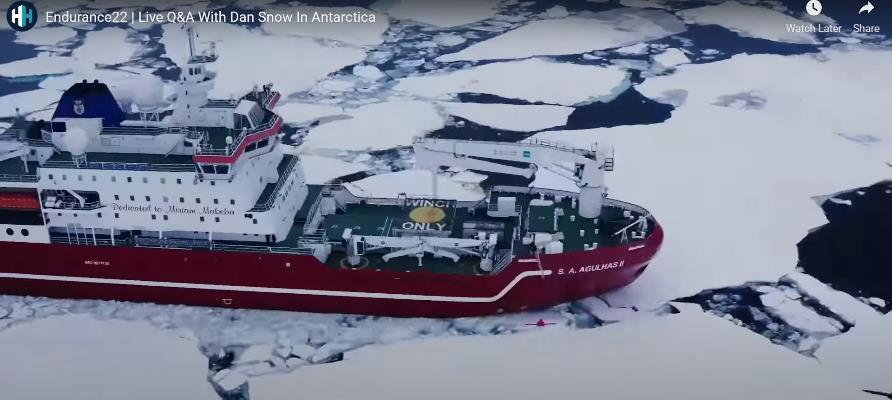 Endurance22 | Live Q&A With Dan Snow In Antarctica
Watch Later
Share
WINCH
ONLY
Dedicated to Miriam Makeba
S. A. AGULHAS II